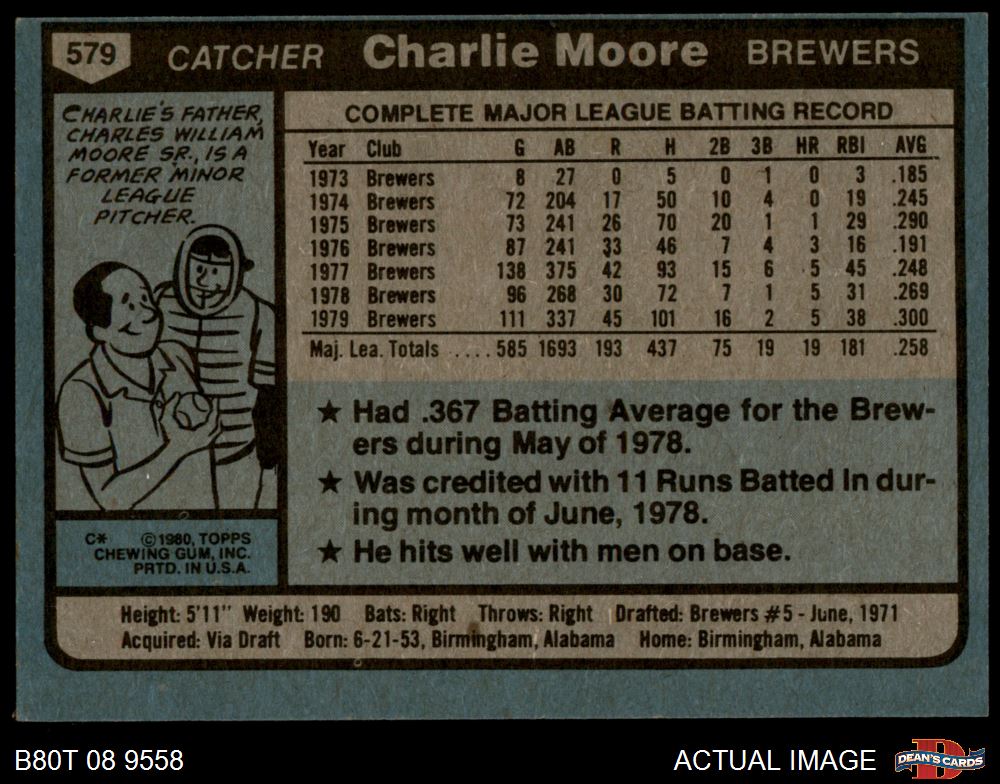 579 CATCHER Charlie Moore BREWERS
CHARLIE'S FATHER,
CHARLES WILLIAM
MOORE SR., IS A
FORMER MINOR
LEAGUE
PITCHER.
C* ©1980, TOPPS
CHEWING GUM, INC.
PRTD. IN U.S.A.
COMPLETE MAJOR LEAGUE BATTING RECORD
Year Club G AB R H 2B 3B HR RBI AVG
1973 Brewers 8 27 0 5 0 1 0 3 .185
1974 Brewers 72 204 17 50 10 4 0 19 .245
1975 Brewers 73 241 26 70 20 1 1 29 .290
1976 Brewers 87 241 33 46 7 4 3 16 .191
1977 Brewers 138 375 42 93 15 6 5 45 .248
1978 Brewers 96 268 30 72 7 1 5 31 .269
1979 Brewers 111 337 45 101 16 2 5 38 .300
Maj. Lea. Totals .... 585 1693 193 437 75 19 19 181 .258
★ Had .367 Batting Average for the Brew-
ers during May of 1978.
★ Was credited with 11 Runs Batted In dur-
ing month of June, 1978.
★ He hits well with men on base.
Height: 5'11" Weight: 190 Bats: Right Throws: Right Drafted: Brewers #5 - June, 1971
Acquired: Via Draft Born: 6-21-53, Birmingham, Alabama Home: Birmingham, Alabama
B80T 08 9558 ACTUAL IMAGE D DEAN'S CARDS